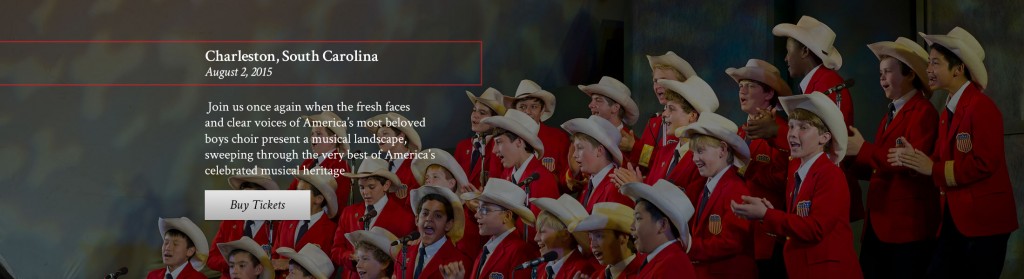 Charleston, South Carolina
August 2, 2015
Join us once again when the fresh faces
and clear voices of America's most beloved
boys choir present a musical landscape,
sweeping through the very best of America's
celebrated musical heritage
Buy Tickets